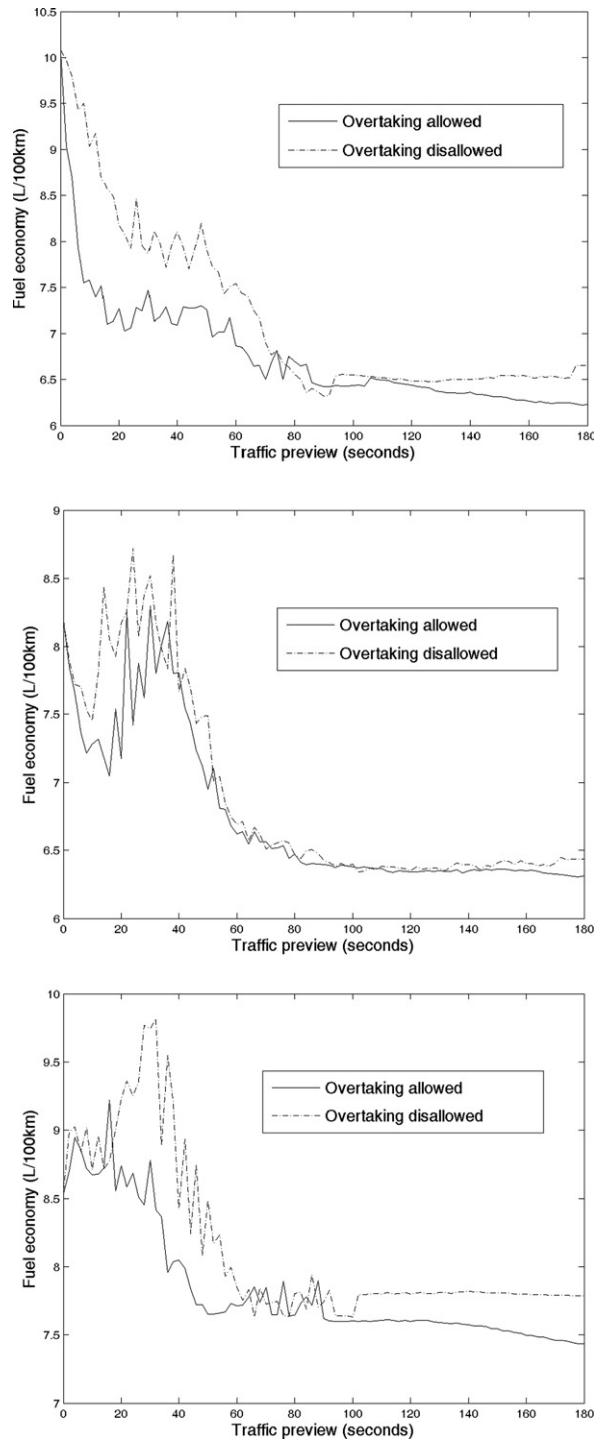 10.5
10
9.5
9
8.5
8
7.5
7
6.5
6
Fuel economy (L/100km)
Overtaking allowed
Overtaking disallowed
0 20 40 60 80 100 120 140 160 180
Traffic preview (seconds)
9
8.5
8
7.5
7
6.5
6
Fuel economy (L/100km)
Overtaking allowed
Overtaking disallowed
0 20 40 60 80 100 120 140 160 180
Traffic preview (seconds)
10
9.5
9
8.5
8
7.5
7
Fuel economy (L/100km)
Overtaking allowed
Overtaking disallowed
0 20 40 60 80 100 120 140 160 180
Traffic preview (seconds)